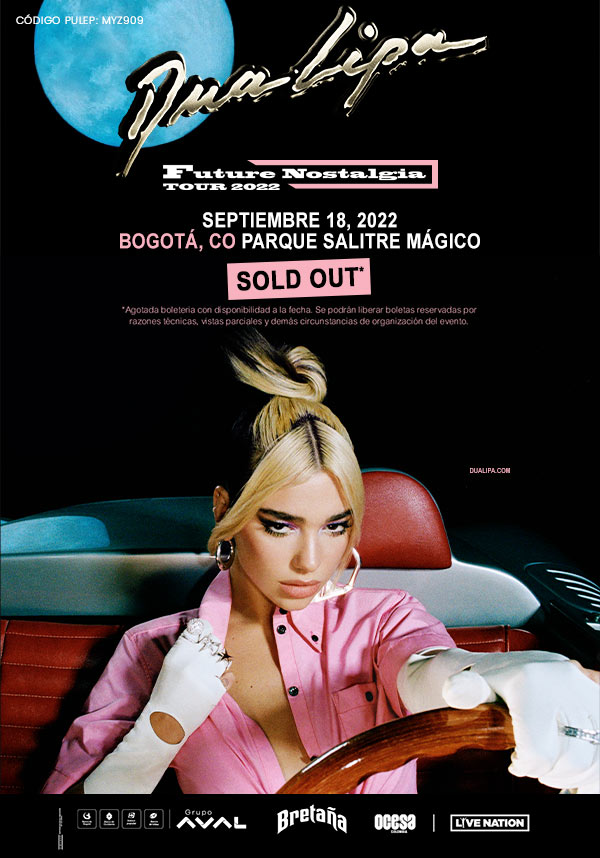 CÓDIGO PULEP: MYZ909
Dua Lipa
Future Nostalgia
TOUR 2022
SEPTIEMBRE 18, 2022
BOGOTÁ, CO PARQUE SALITRE MÁGICO
SOLD OUT*
*Agotada boleteria con disponibilidad a la fecha. Se podrán liberar boletas reservadas por
razones técnicas, vistas parciales y demás circunstancias de organización del evento.
DUALIPA.COM
Grupo
AVAL
Bretaña
OCESA
COLOMBIA
LIVE NATION